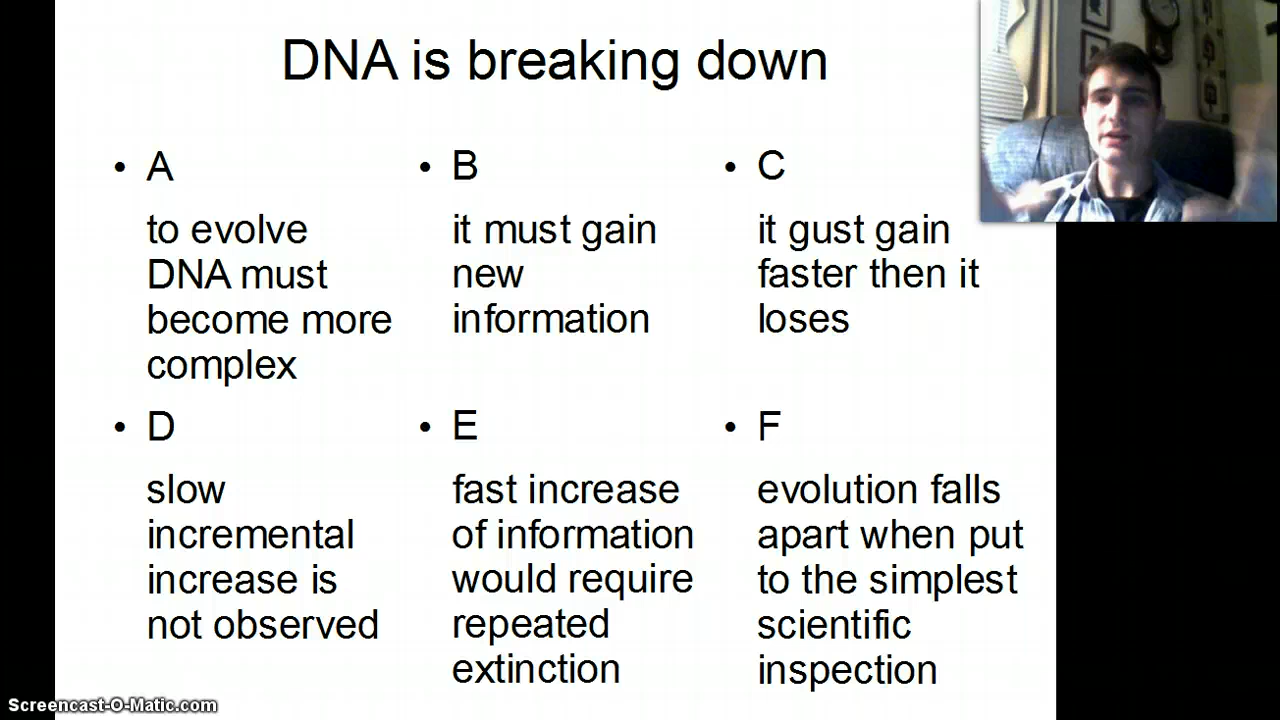 DNA is breaking down
• A
to evolve
DNA must
become more
complex
• B
it must gain
new
information
• C
it gust gain
faster then it
loses
• D
slow
incremental
increase is
not observed
• E
fast increase
of information
would require
repeated
extinction
• F
evolution falls
apart when put
to the simplest
scientific
inspection
Screencast-O-Matic.com